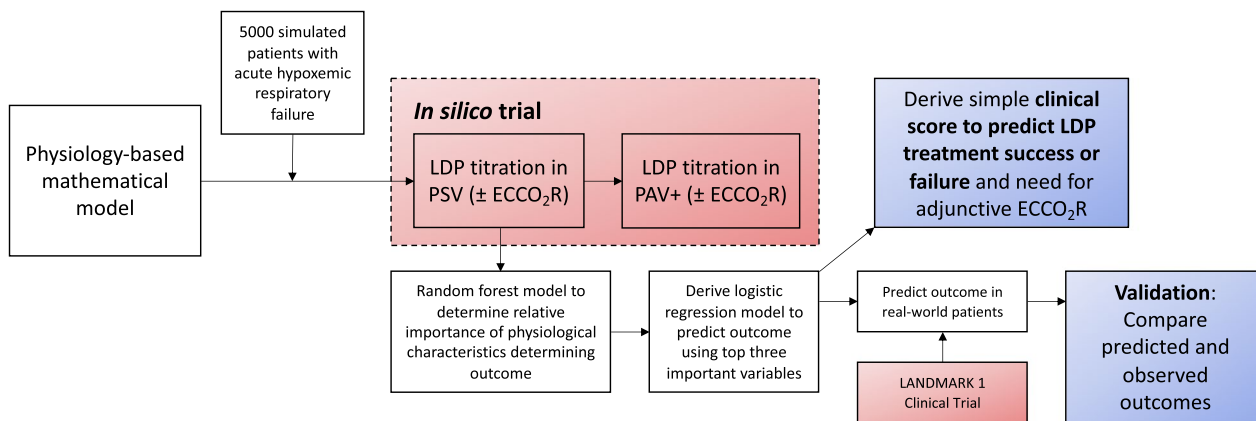 5000 simulated
patients with
acute hypoxemic
respiratory
failure
Physiology-based
mathematical
model
In silico trial
LDP titration in
PSV (± ECCO₂R)
LDP titration in
PAV+ (± ECCO₂R)
Derive simple clinical
score to predict LDP
treatment success or
failure and need for
adjunctive ECCO₂R
Random forest model to
determine relative
importance of physiological
characteristics determining
outcome
Derive logistic
regression model to
predict outcome
using top three
important variables
Predict outcome in
real-world patients
LANDMARK 1
Clinical Trial
Validation:
Compare
predicted and
observed
outcomes